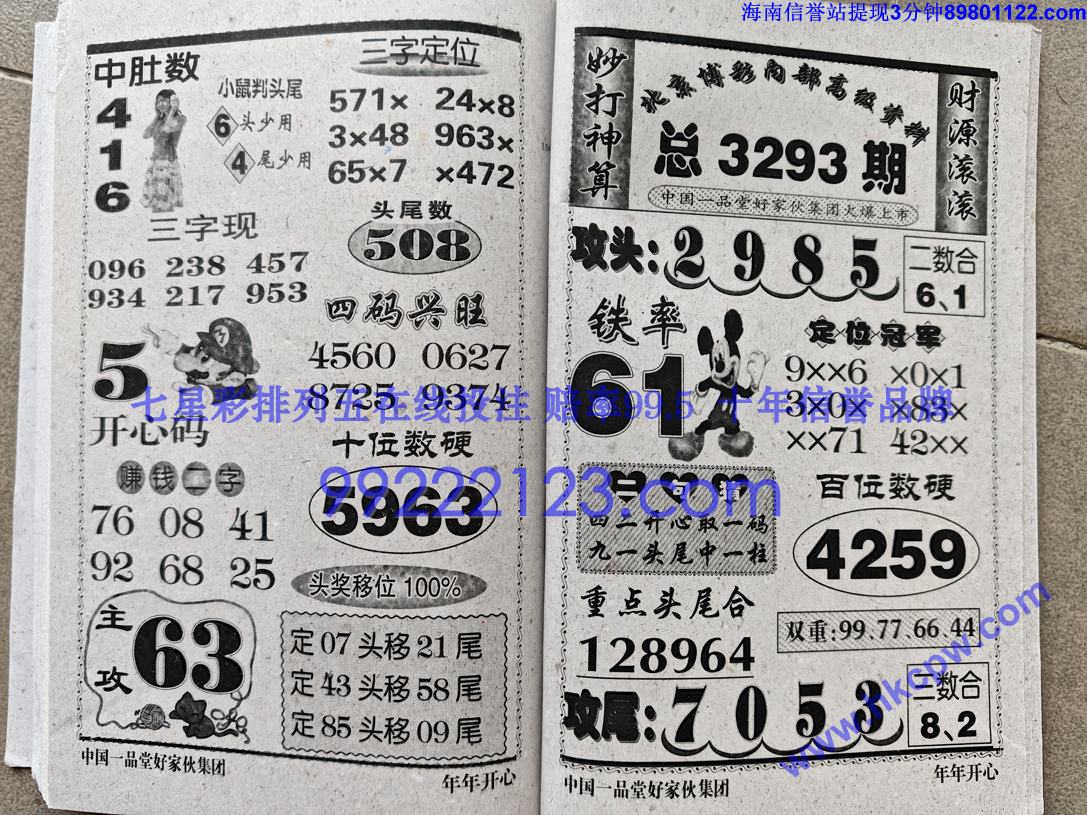 海南信誉站提现3分钟89801122.com
中肚数
4
1
6
小鼠判头尾
6 头少用
4 尾少用
三字定位
571× 24×8
3×48 963×
65×7 ×472
三字现
096 238 457
934 217 953
头尾数
508
四码兴旺
4560 0627
8725 9374
5
开心码
十位数硬
5963
赚钱二字
76 08 41
92 68 25
头奖移位 100%
主攻
63
定 07 头移 21 尾
定 43 头移 58 尾
定 85 头移 09 尾
中国一品堂好家伙集团
年年开心
妙打神算
北京博彩内部高级资料
总 3293 期
中国一品堂好家伙集团火爆上市
财源滚滚
攻头: 2 9 8 5
二数合
6、1
铁率
61
定位冠军
9××6 ×0×1
3×0× ×83×
××71 42××
四二开心取一码
九一头尾中一柱
百位数硬
4259
重点头尾合
128964
双重:99.77.66.44
攻尾: 7 0 5 3
二数合
8、2
中国一品堂好家伙集团
年年开心
七星彩排列五在线投注 赔率99.5 十年信誉品牌
99222123.com
www.hkcpw.com